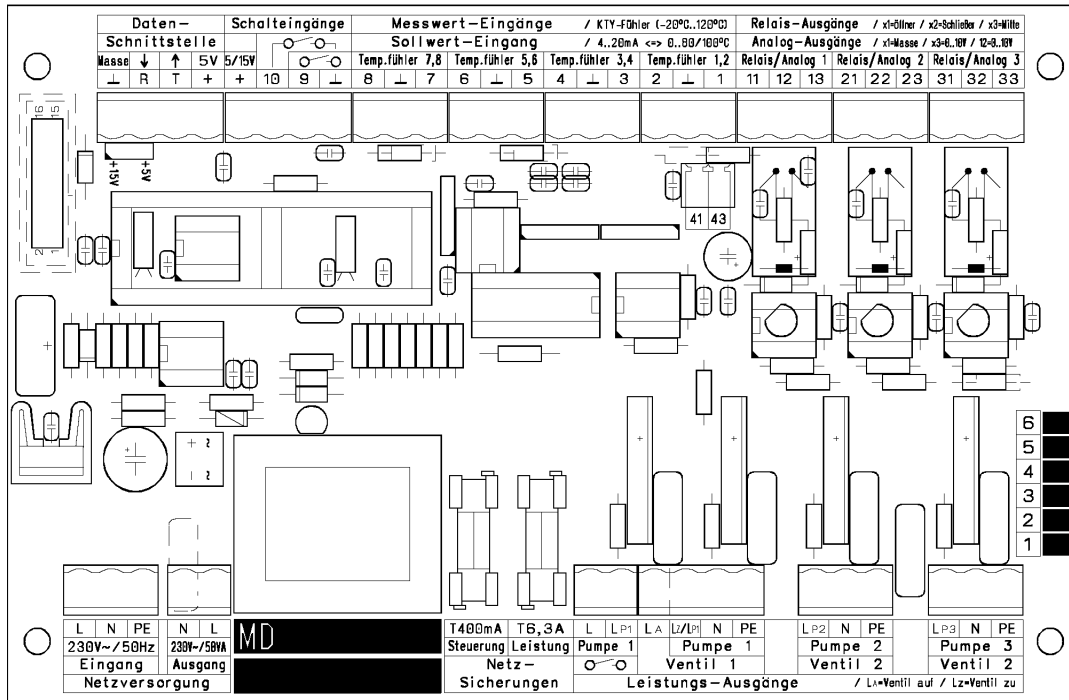 Daten- Schalteingänge Messwert-Eingänge / KTY-Fühler (-20°C..120°C) Relais-Ausgänge / x1=Öffner / x2=Schließer / x3=Mitte
Schnittstelle Sollwert-Eingang / 4..20mA <=> 0..80/100°C Analog-Ausgänge / x1=Masse / x3=0..10V / 12=0..10V
Masse ↓ ↑ 5V 5/15V Temp.fühler 7,8 Temp.fühler 5,6 Temp.fühler 3,4 Temp.fühler 1,2 Relais/Analog 1 Relais/Analog 2 Relais/Analog 3
⊥ R T + + 10 9 ⊥ 8 ⊥ 7 6 ⊥ 5 4 ⊥ 3 2 ⊥ 1 11 12 13 21 22 23 31 32 33
16 15
+15V +5V
41 43
2 1
6
5
4
3
2
1
L N PE N L MD T400mA T6,3A L LP1 LA LZ/LP1 N PE LP2 N PE LP3 N PE
230V~/50Hz 230V~/50VA Steuerung Leistung Pumpe 1 Pumpe 1 Pumpe 2 Pumpe 3
Eingang Ausgang Netz- Ventil 1 Ventil 2 Ventil 2
Netzversorgung Sicherungen Leistungs-Ausgänge / LA=Ventil auf / Lz=Ventil zu